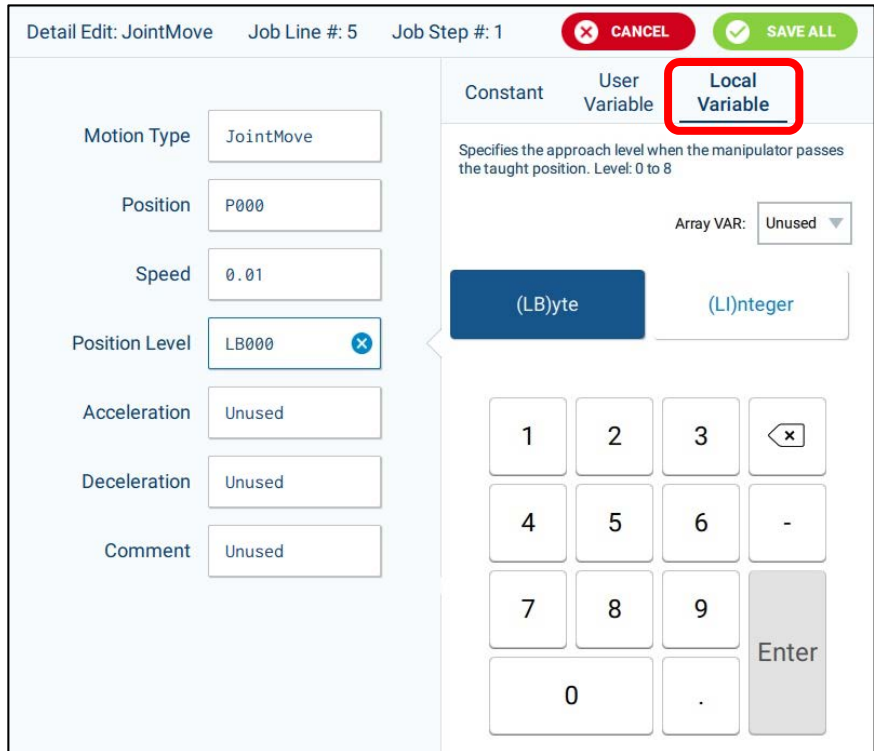 Detail Edit: JointMove Job Line #: 5 Job Step #: 1 CANCEL SAVE ALL
Constant
User
Variable
Local
Variable
Specifies the approach level when the manipulator passes
the taught position. Level: 0 to 8
Array VAR: Unused
(LB)yte (LI)nteger
Motion Type JointMove
Position P000
Speed 0.01
Position Level LB000
Acceleration Unused
Deceleration Unused
Comment Unused
1 2 3
4 5 6 -
7 8 9
Enter
0 .